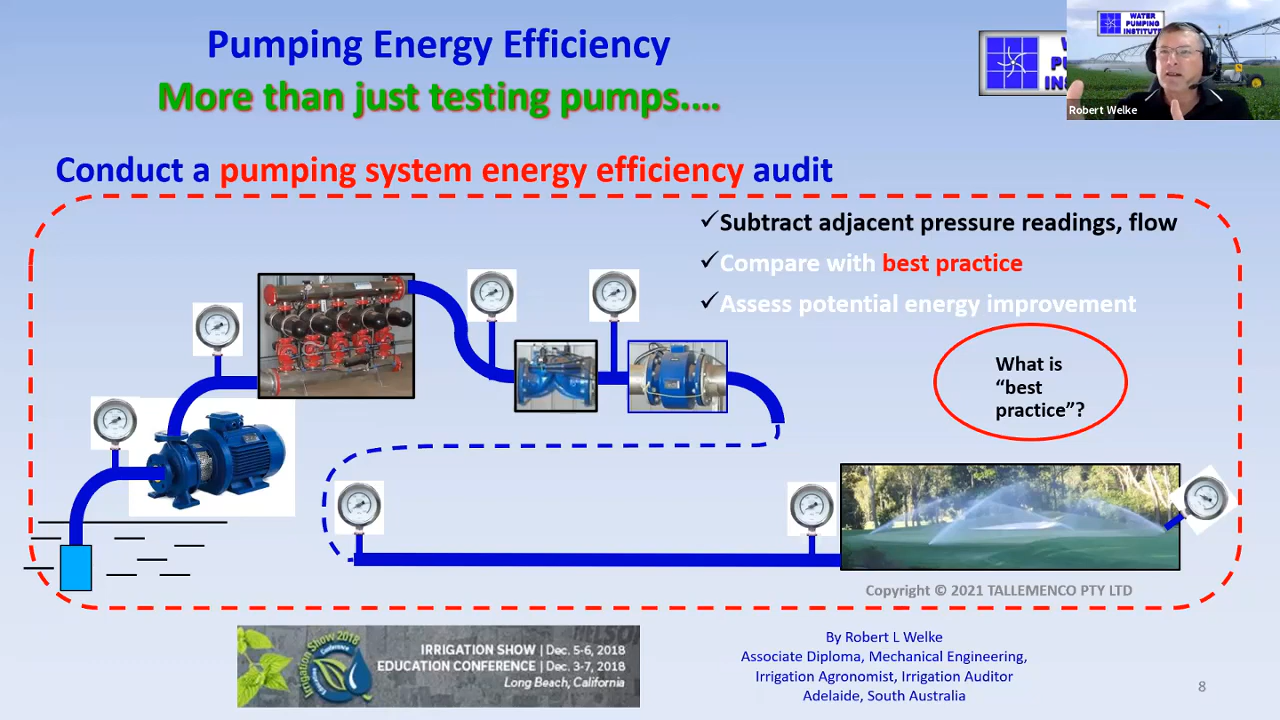 Pumping Energy Efficiency
More than just testing pumps....
WATER
PUMPING
INSTITUTE
Robert Welke
Conduct a pumping system energy efficiency audit
✓Subtract adjacent pressure readings, flow
✓Compare with best practice
✓Assess potential energy improvement
What is
“best
practice”?
Copyright © 2021 TALLEMENCO PTY LTD
Irrigation Show 2018
IRRIGATION SHOW | Dec. 5-6, 2018
EDUCATION CONFERENCE | Dec. 3-7, 2018
Long Beach, California
By Robert L Welke
Associate Diploma, Mechanical Engineering,
Irrigation Agronomist, Irrigation Auditor
Adelaide, South Australia
8